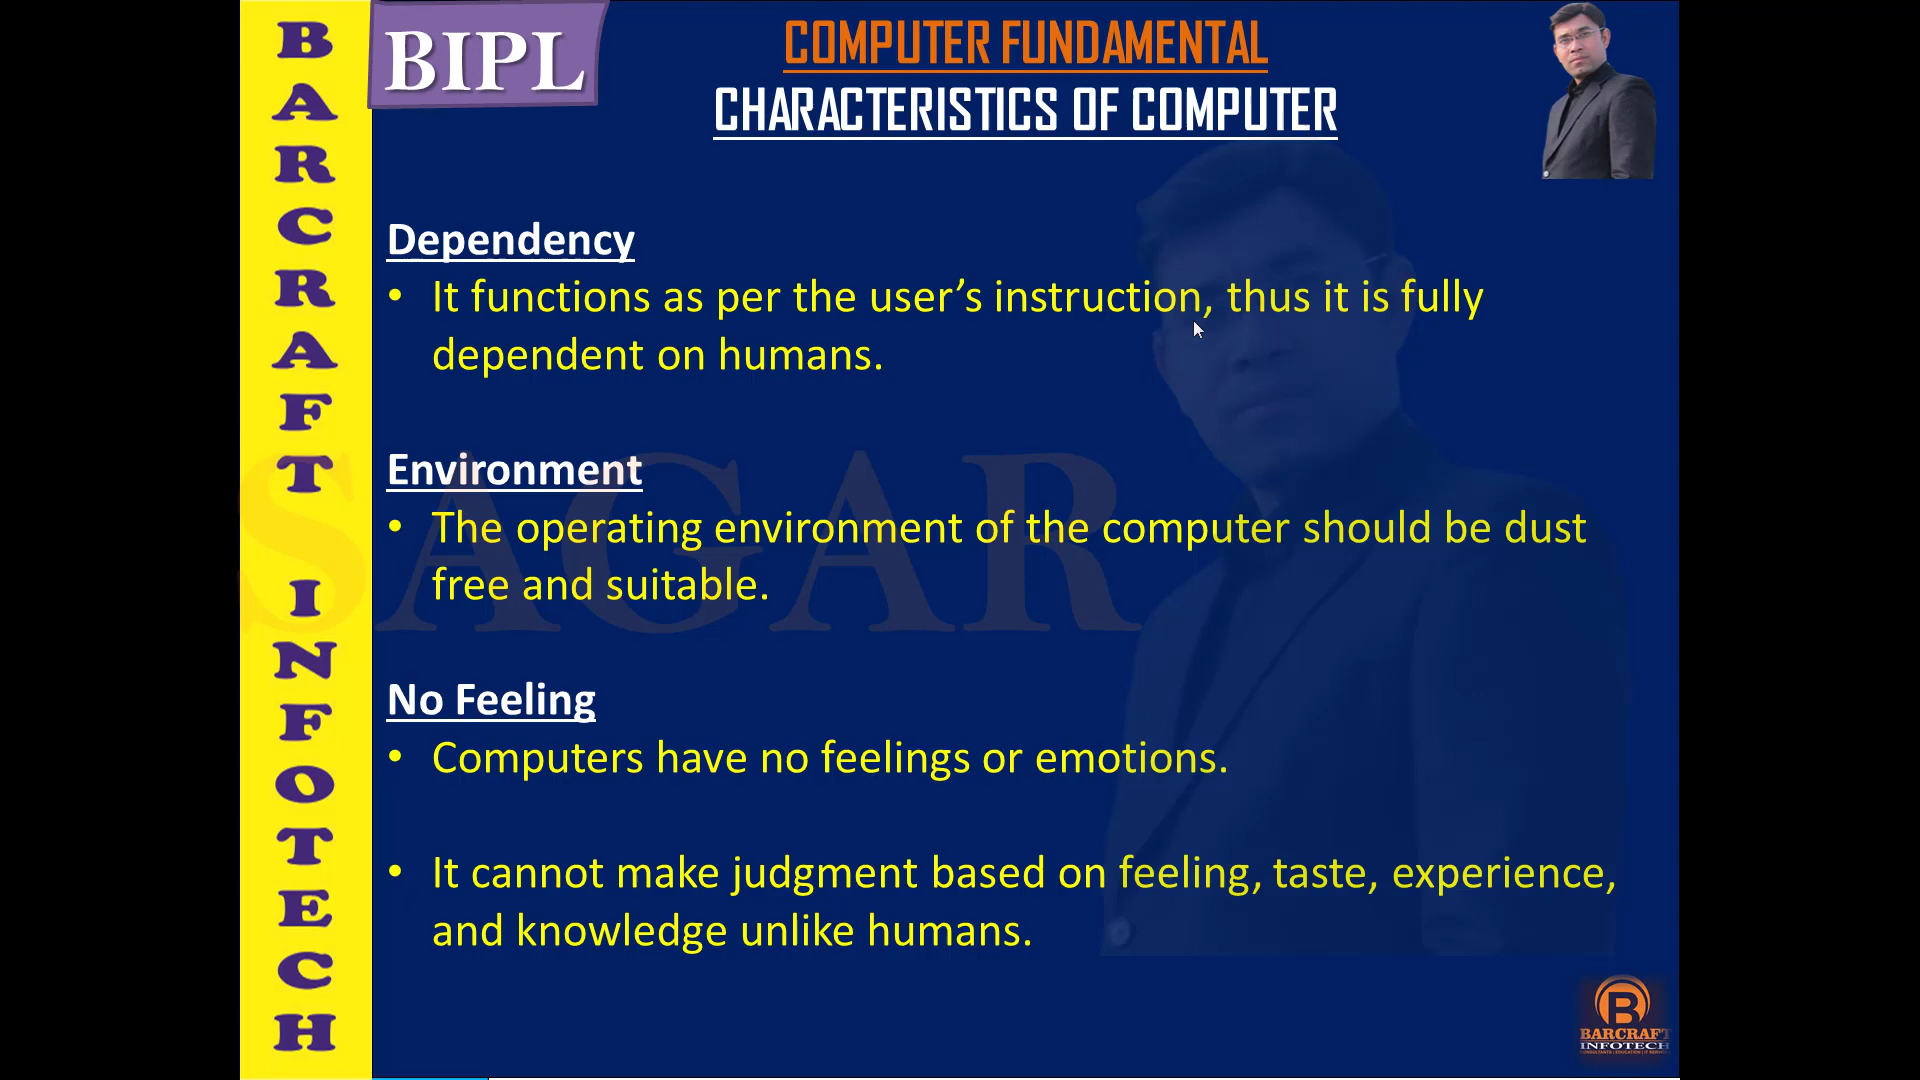 BARCRAFT INFOTECH
BIPL
COMPUTER FUNDAMENTAL
CHARACTERISTICS OF COMPUTER
Dependency
• It functions as per the user’s instruction, thus it is fully
dependent on humans.
Environment
• The operating environment of the computer should be dust
free and suitable.
No Feeling
• Computers have no feelings or emotions.
• It cannot make judgment based on feeling, taste, experience,
and knowledge unlike humans.
SAGAR
B
BARCRAFT
INFOTECH